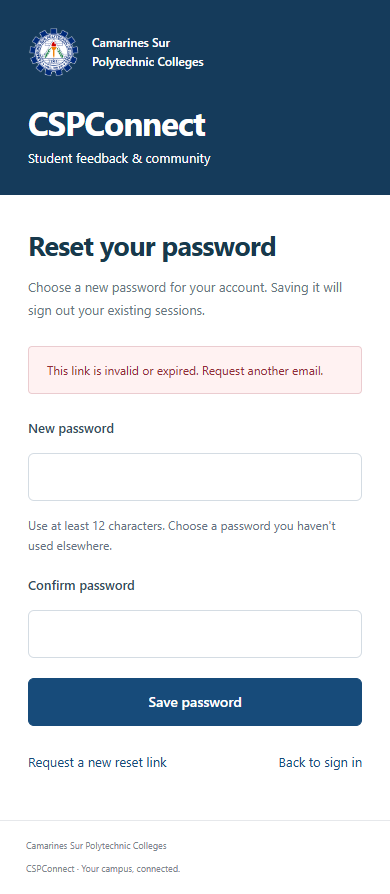 Camarines Sur
Polytechnic Colleges
CSPConnect
Student feedback & community
Reset your password
Choose a new password for your account. Saving it will
sign out your existing sessions.
This link is invalid or expired. Request another email.
New password
Use at least 12 characters. Choose a password you haven't
used elsewhere.
Confirm password
Save password
Request a new reset link
Back to sign in
Camarines Sur Polytechnic Colleges
CSPConnect · Your campus, connected.